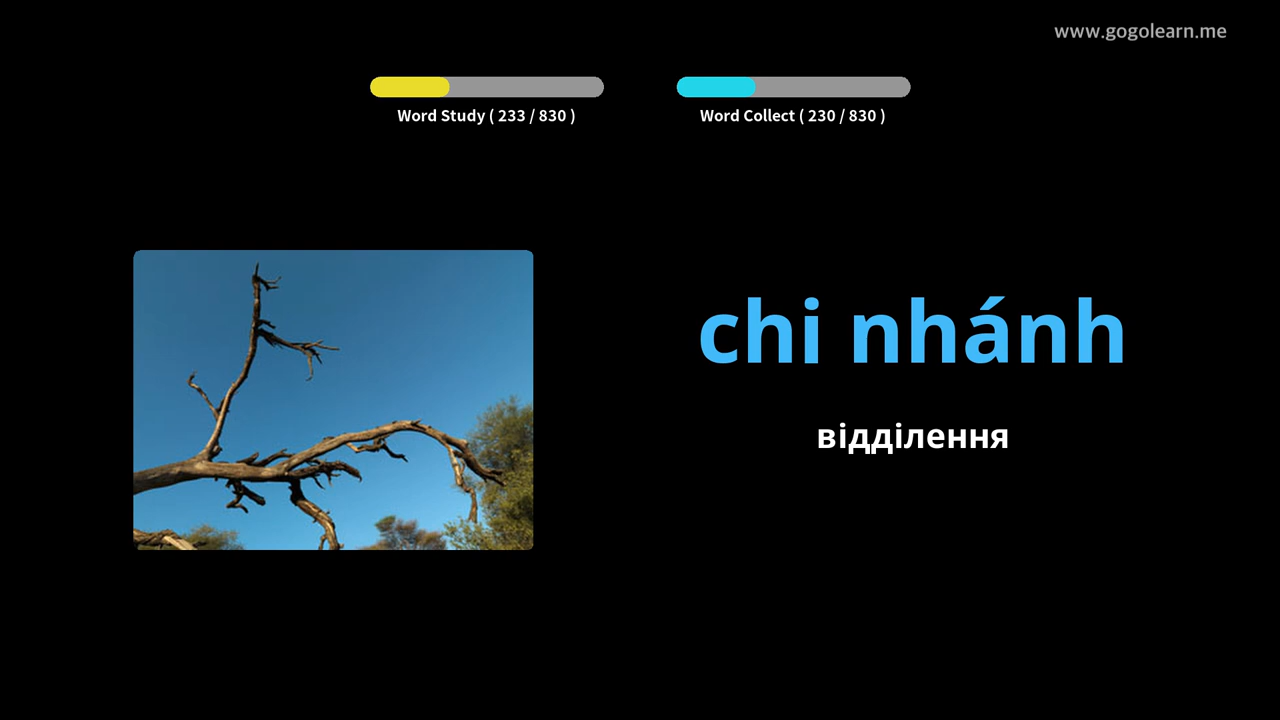 www.gogolearn.me
Word Study ( 233 / 830 )
Word Collect ( 230 / 830 )
chi nhánh
відділення